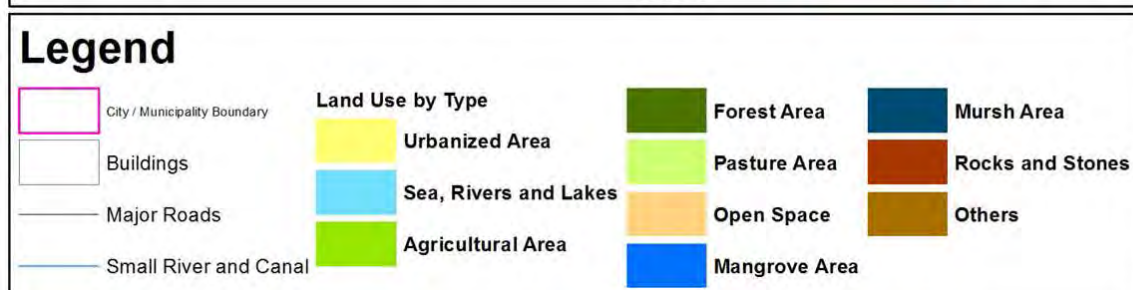 Legend
City / Municipality Boundary
Buildings
Major Roads
Small River and Canal
Land Use by Type
Urbanized Area
Sea, Rivers and Lakes
Agricultural Area
Forest Area
Pasture Area
Open Space
Mangrove Area
Mursh Area
Rocks and Stones
Others